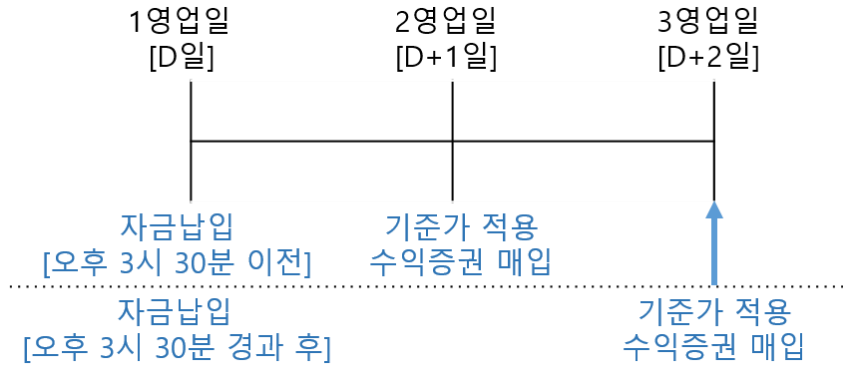 1영업일 2영업일 3영업일
[D일] [D+1일] [D+2일]
자금납입 기준가 적용
[오후 3시 30분 이전] 수익증권 매입
자금납입 기준가 적용
[오후 3시 30분 경과 후] 수익증권 매입